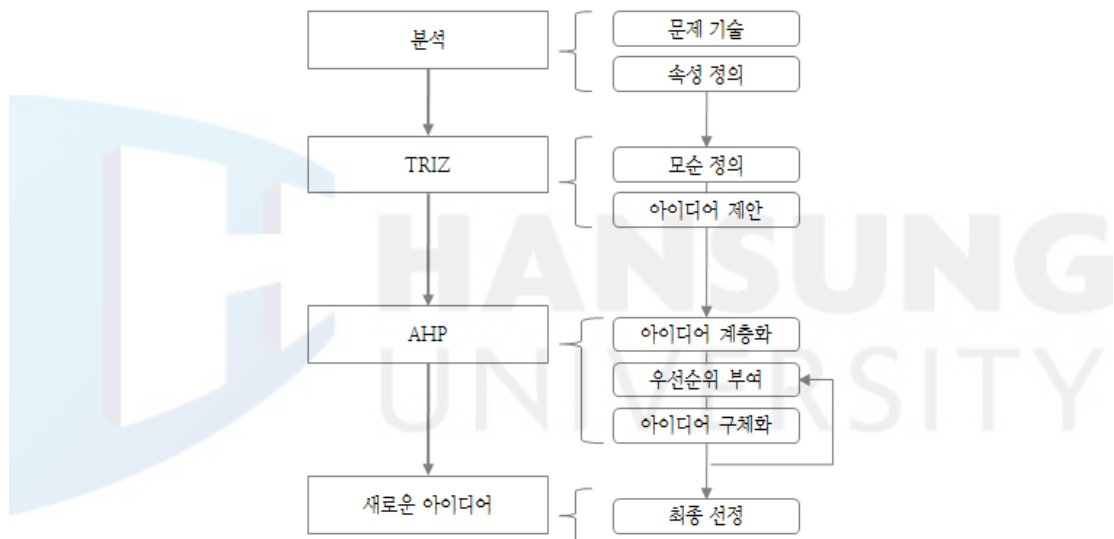 분석
문제 기술
속성 정의
TRIZ
모순 정의
아이디어 제안
HANSUNG
UNIVERSITY
AHP
아이디어 계층화
우선순위 부여
아이디어 구체화
새로운 아이디어
최종 선정